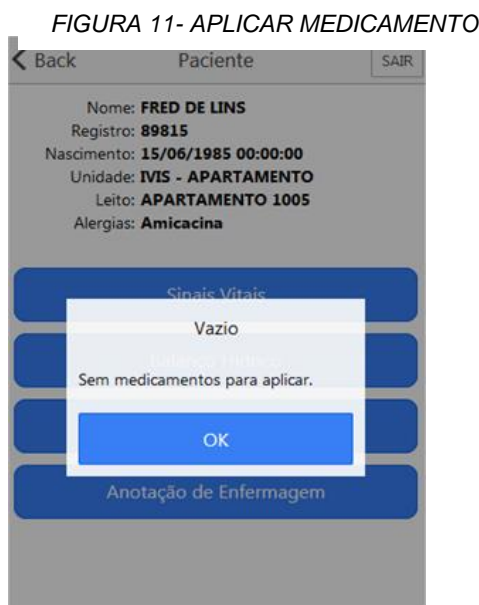 FIGURA 11- APLICAR MEDICAMENTO
Back Paciente SAIR
Nome: FRED DE LINS
Registro: 89815
Nascimento: 15/06/1985 00:00:00
Unidade: IVIS - APARTAMENTO
Leito: APARTAMENTO 1005
Alergias: Amicacina
Sinais Vitais
Vazio
Sem medicamentos para aplicar.
OK
Anotação de Enfermagem